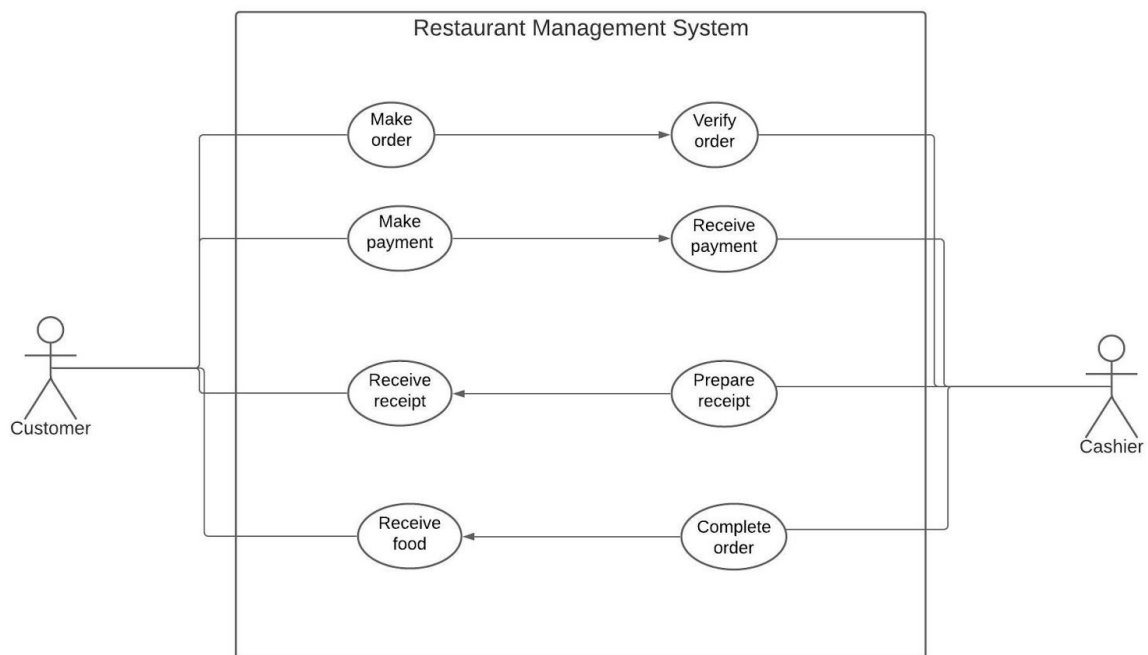 Restaurant Management System
Make
order
Verify
order
Make
payment
Receive
payment
Receive
receipt
Prepare
receipt
Customer
Cashier
Receive
food
Complete
order